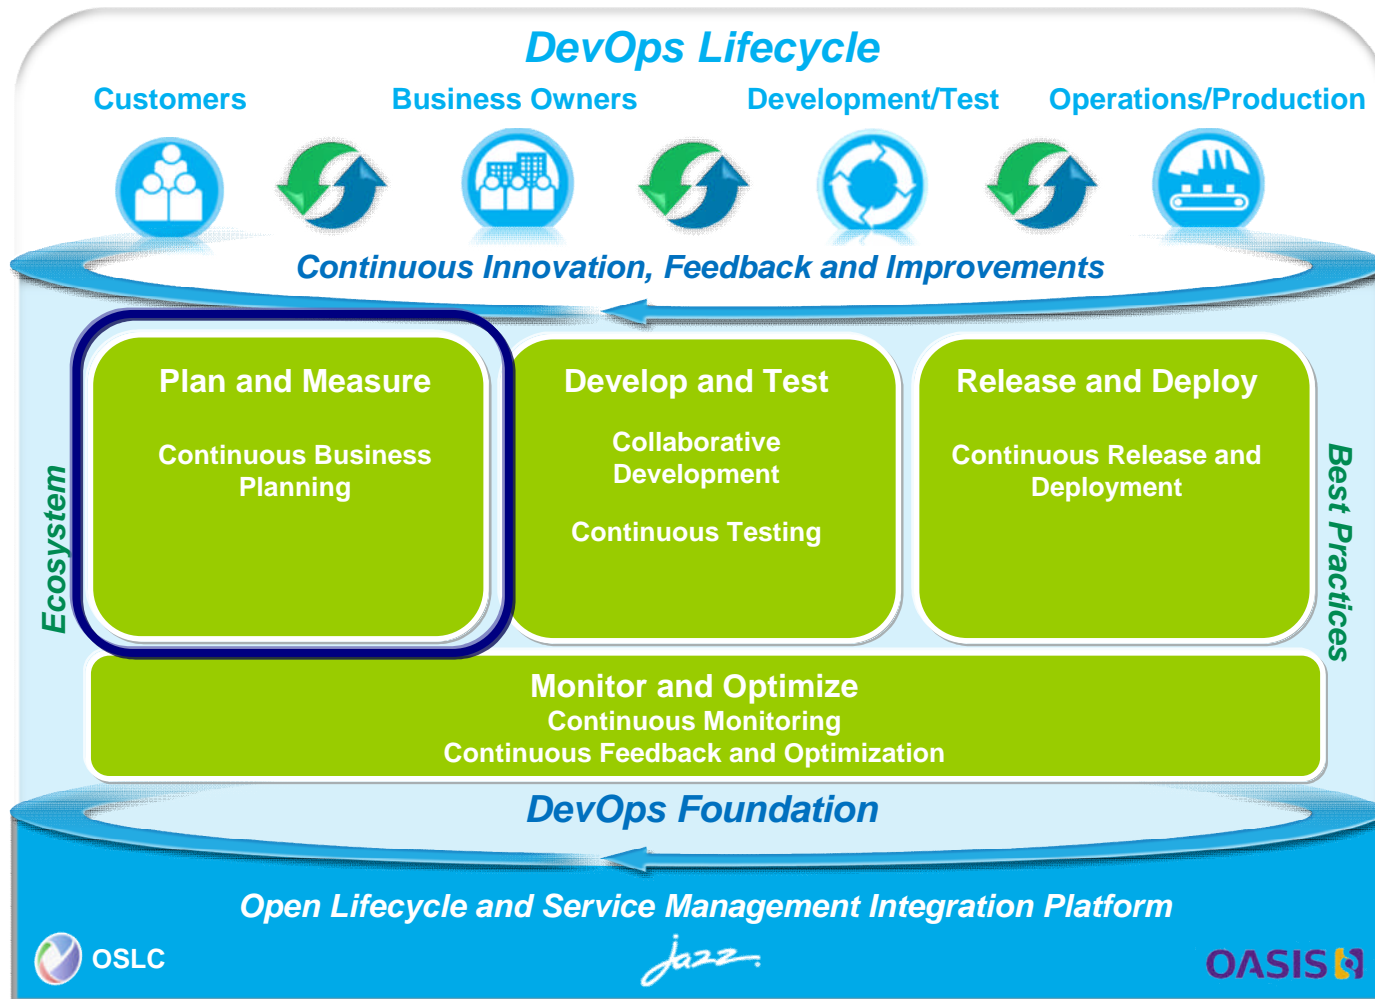 DevOps Lifecycle
Customers
Business Owners
Development/Test
Operations/Production
Continuous Innovation, Feedback and Improvements
Ecosystem
Plan and Measure
Continuous Business
Planning
Develop and Test
Collaborative
Development
Continuous Testing
Release and Deploy
Continuous Release and
Deployment
Best Practices
Monitor and Optimize
Continuous Monitoring
Continuous Feedback and Optimization
DevOps Foundation
Open Lifecycle and Service Management Integration Platform
OSLC
jazz
OASIS